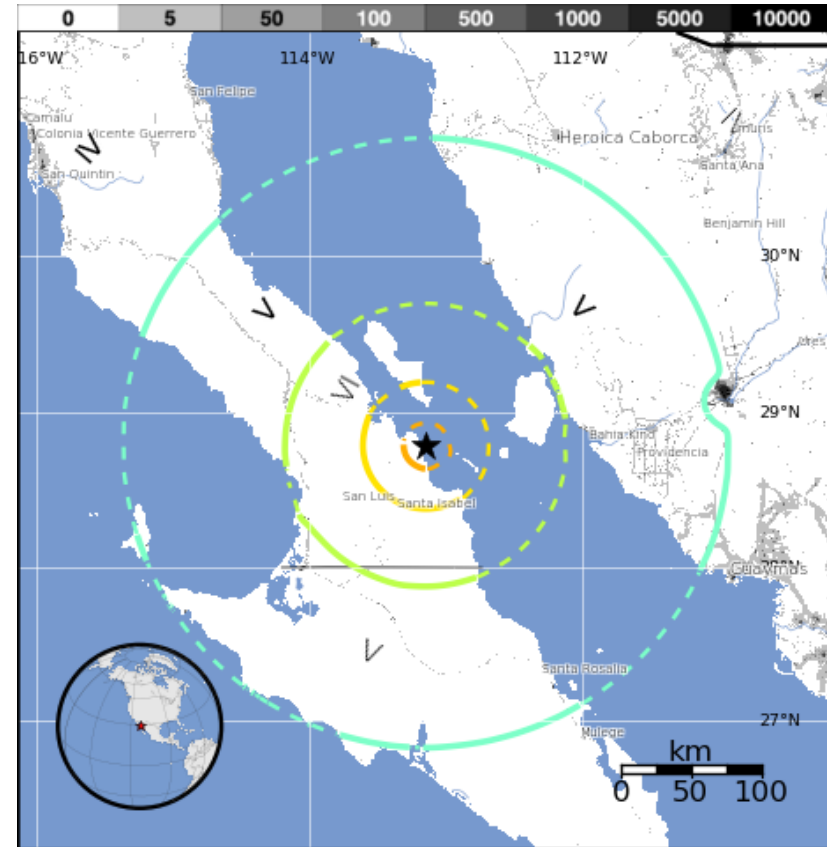 0 5 50 100 500 1000 5000 10000
16°W 114°W 112°W
San Felipe
Camalu
Colonia Vicente Guerrero
Heroica Caborca
Imuris
IV
San Quintin
Santa Ana
Benjamin Hill
30°N
V
V
VI
29°N
Bahia Kino
Providencia
San Luis
Santa Isabel
28°N
Guaymas
V
Santa Rosalia
27°N
Mulege
km
0 50 100